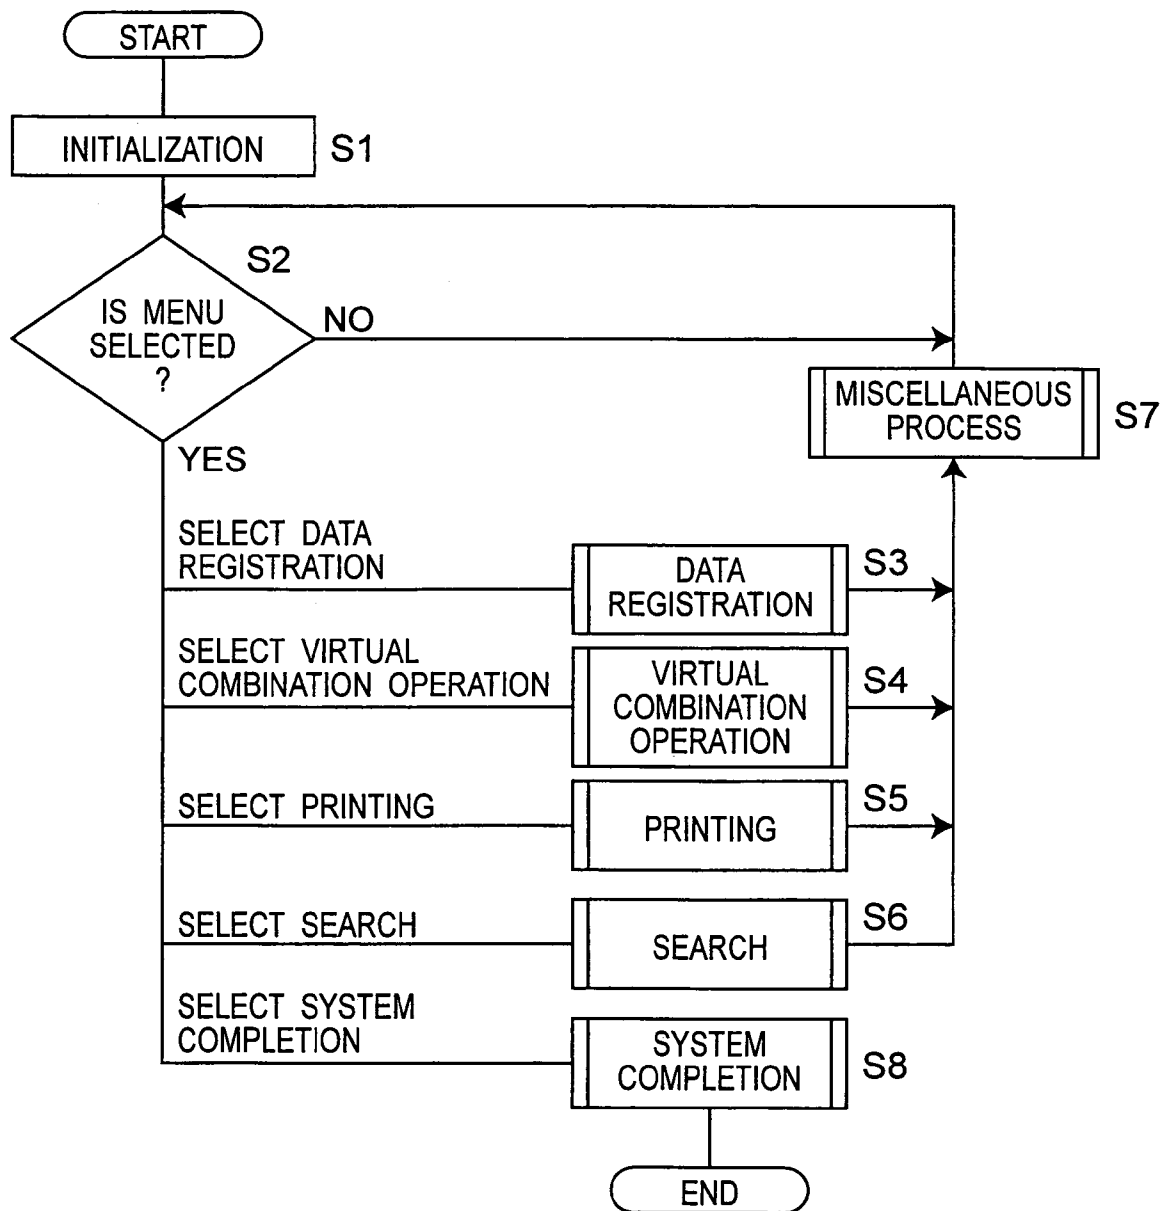 START
INITIALIZATION
S1
S2
IS MENU
SELECTED
?
NO
YES
MISCELLANEOUS
PROCESS
S7
SELECT DATA
REGISTRATION
DATA
REGISTRATION
S3
SELECT VIRTUAL
COMBINATION OPERATION
VIRTUAL
COMBINATION
OPERATION
S4
SELECT PRINTING
PRINTING
S5
SELECT SEARCH
SEARCH
S6
SELECT SYSTEM
COMPLETION
SYSTEM
COMPLETION
S8
END